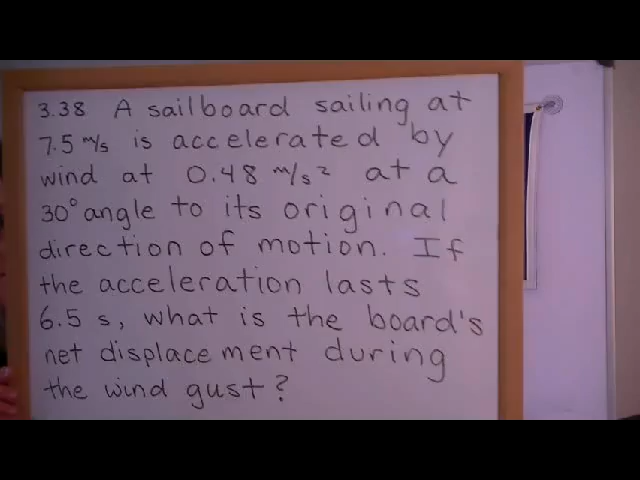 3.38 A sailboard sailing at
7.5 m/s is accelerated by
wind at 0.48 m/s² at a
30° angle to its original
direction of motion. If
the acceleration lasts
6.5 s, what is the board's
net displacement during
the wind gust?